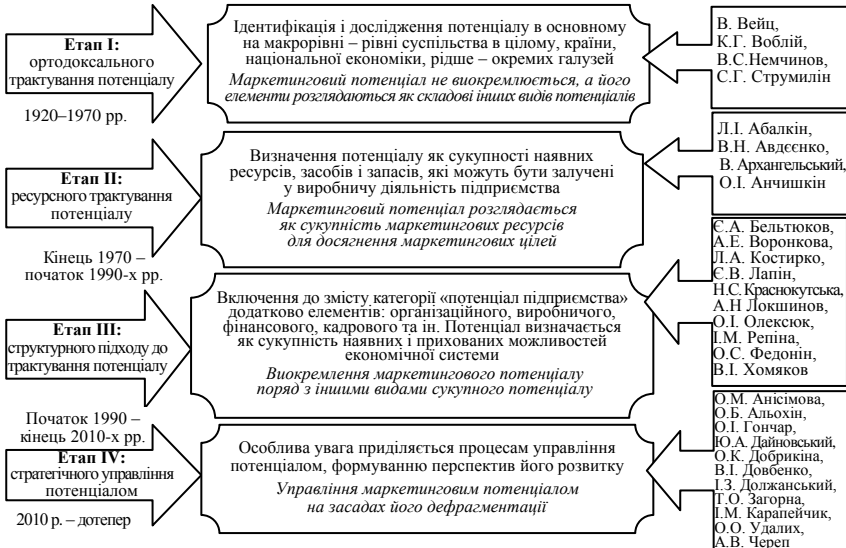 Етап I:
ортодоксального
трактування потенціалу
1920–1970 рр.
Ідентифікація і дослідження потенціалу в основному
на макрорівні – рівні суспільства в цілому, країни,
національної економіки, рідше – окремих галузей
Маркетинговий потенціал не виокремлюється, а його
елементи розглядаються як складові інших видів потенціалів
В. Вейц,
К.Г. Воблій,
В.С.Немчинов,
С.Г. Струмилін
Етап II:
ресурсного трактування
потенціалу
Кінець 1970 –
початок 1990-х рр.
Визначення потенціалу як сукупності наявних
ресурсів, засобів і запасів, які можуть бути залучені
у виробничу діяльність підприємства
Маркетинговий потенціал розглядається
як сукупність маркетингових ресурсів
для досягнення маркетингових цілей
Л.І. Абалкін,
В.Н. Авдєєнко,
В. Архангельський,
О.І. Анчишкін
Етап III:
структурного підходу до
трактування потенціалу
Початок 1990 –
кінець 2010-х рр.
Включення до змісту категорії «потенціал підприємства»
додатково елементів: організаційного, виробничого,
фінансового, кадрового та ін. Потенціал визначається
як сукупність наявних і прихованих можливостей
економічної системи
Виокремлення маркетингового потенціалу
поряд з іншими видами сукупного потенціалу
Є.А. Бельтюков,
А.Е. Воронкова,
Л.А. Костирко,
Є.В. Лапін,
Н.С. Краснокутська,
А.Н Локшинов,
О.І. Олексюк,
І.М. Репіна,
О.С. Федонін,
В.І. Хомяков
Етап IV:
стратегічного управління
потенціалом
2010 р. – дотепер
Особлива увага приділяється процесам управління
потенціалом, формуванню перспектив його розвитку
Управління маркетинговим потенціалом
на засадах його дефрагментації
О.М. Анісімова,
О.Б. Альохін,
О.І. Гончар,
Ю.А. Дайновський,
О.К. Добрикіна,
В.І. Довбенко,
І.З. Должанський,
Т.О. Загорна,
І.М. Карапейчик,
О.О. Удалих,
А.В. Череп